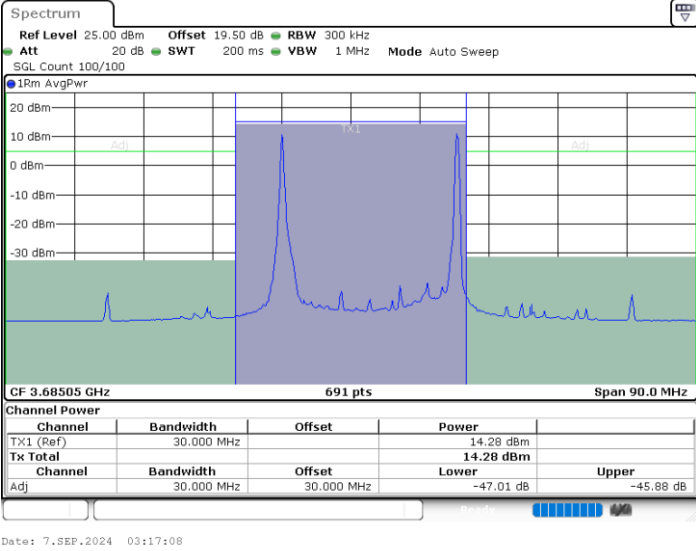 Spectrum
Ref Level 25.00 dBm Offset 19.50 dB RBW 300 kHz
Att 20 dB SWT 200 ms VBW 1 MHz Mode Auto Sweep
SGL Count 100/100
1Rm AvgPwr
20 dBm
TX1
10 dBm
Adj Adj
0 dBm
-10 dBm
-20 dBm
-30 dBm
CF 3.68505 GHz 691 pts Span 90.0 MHz
Channel Power
Channel Bandwidth Offset Power
TX1 (Ref) 30.000 MHz 14.28 dBm
Tx Total 14.28 dBm
Channel Bandwidth Offset Lower Upper
Adj 30.000 MHz 30.000 MHz -47.01 dB -45.88 dB
Ready
Date: 7.SEP.2024 03:17:08